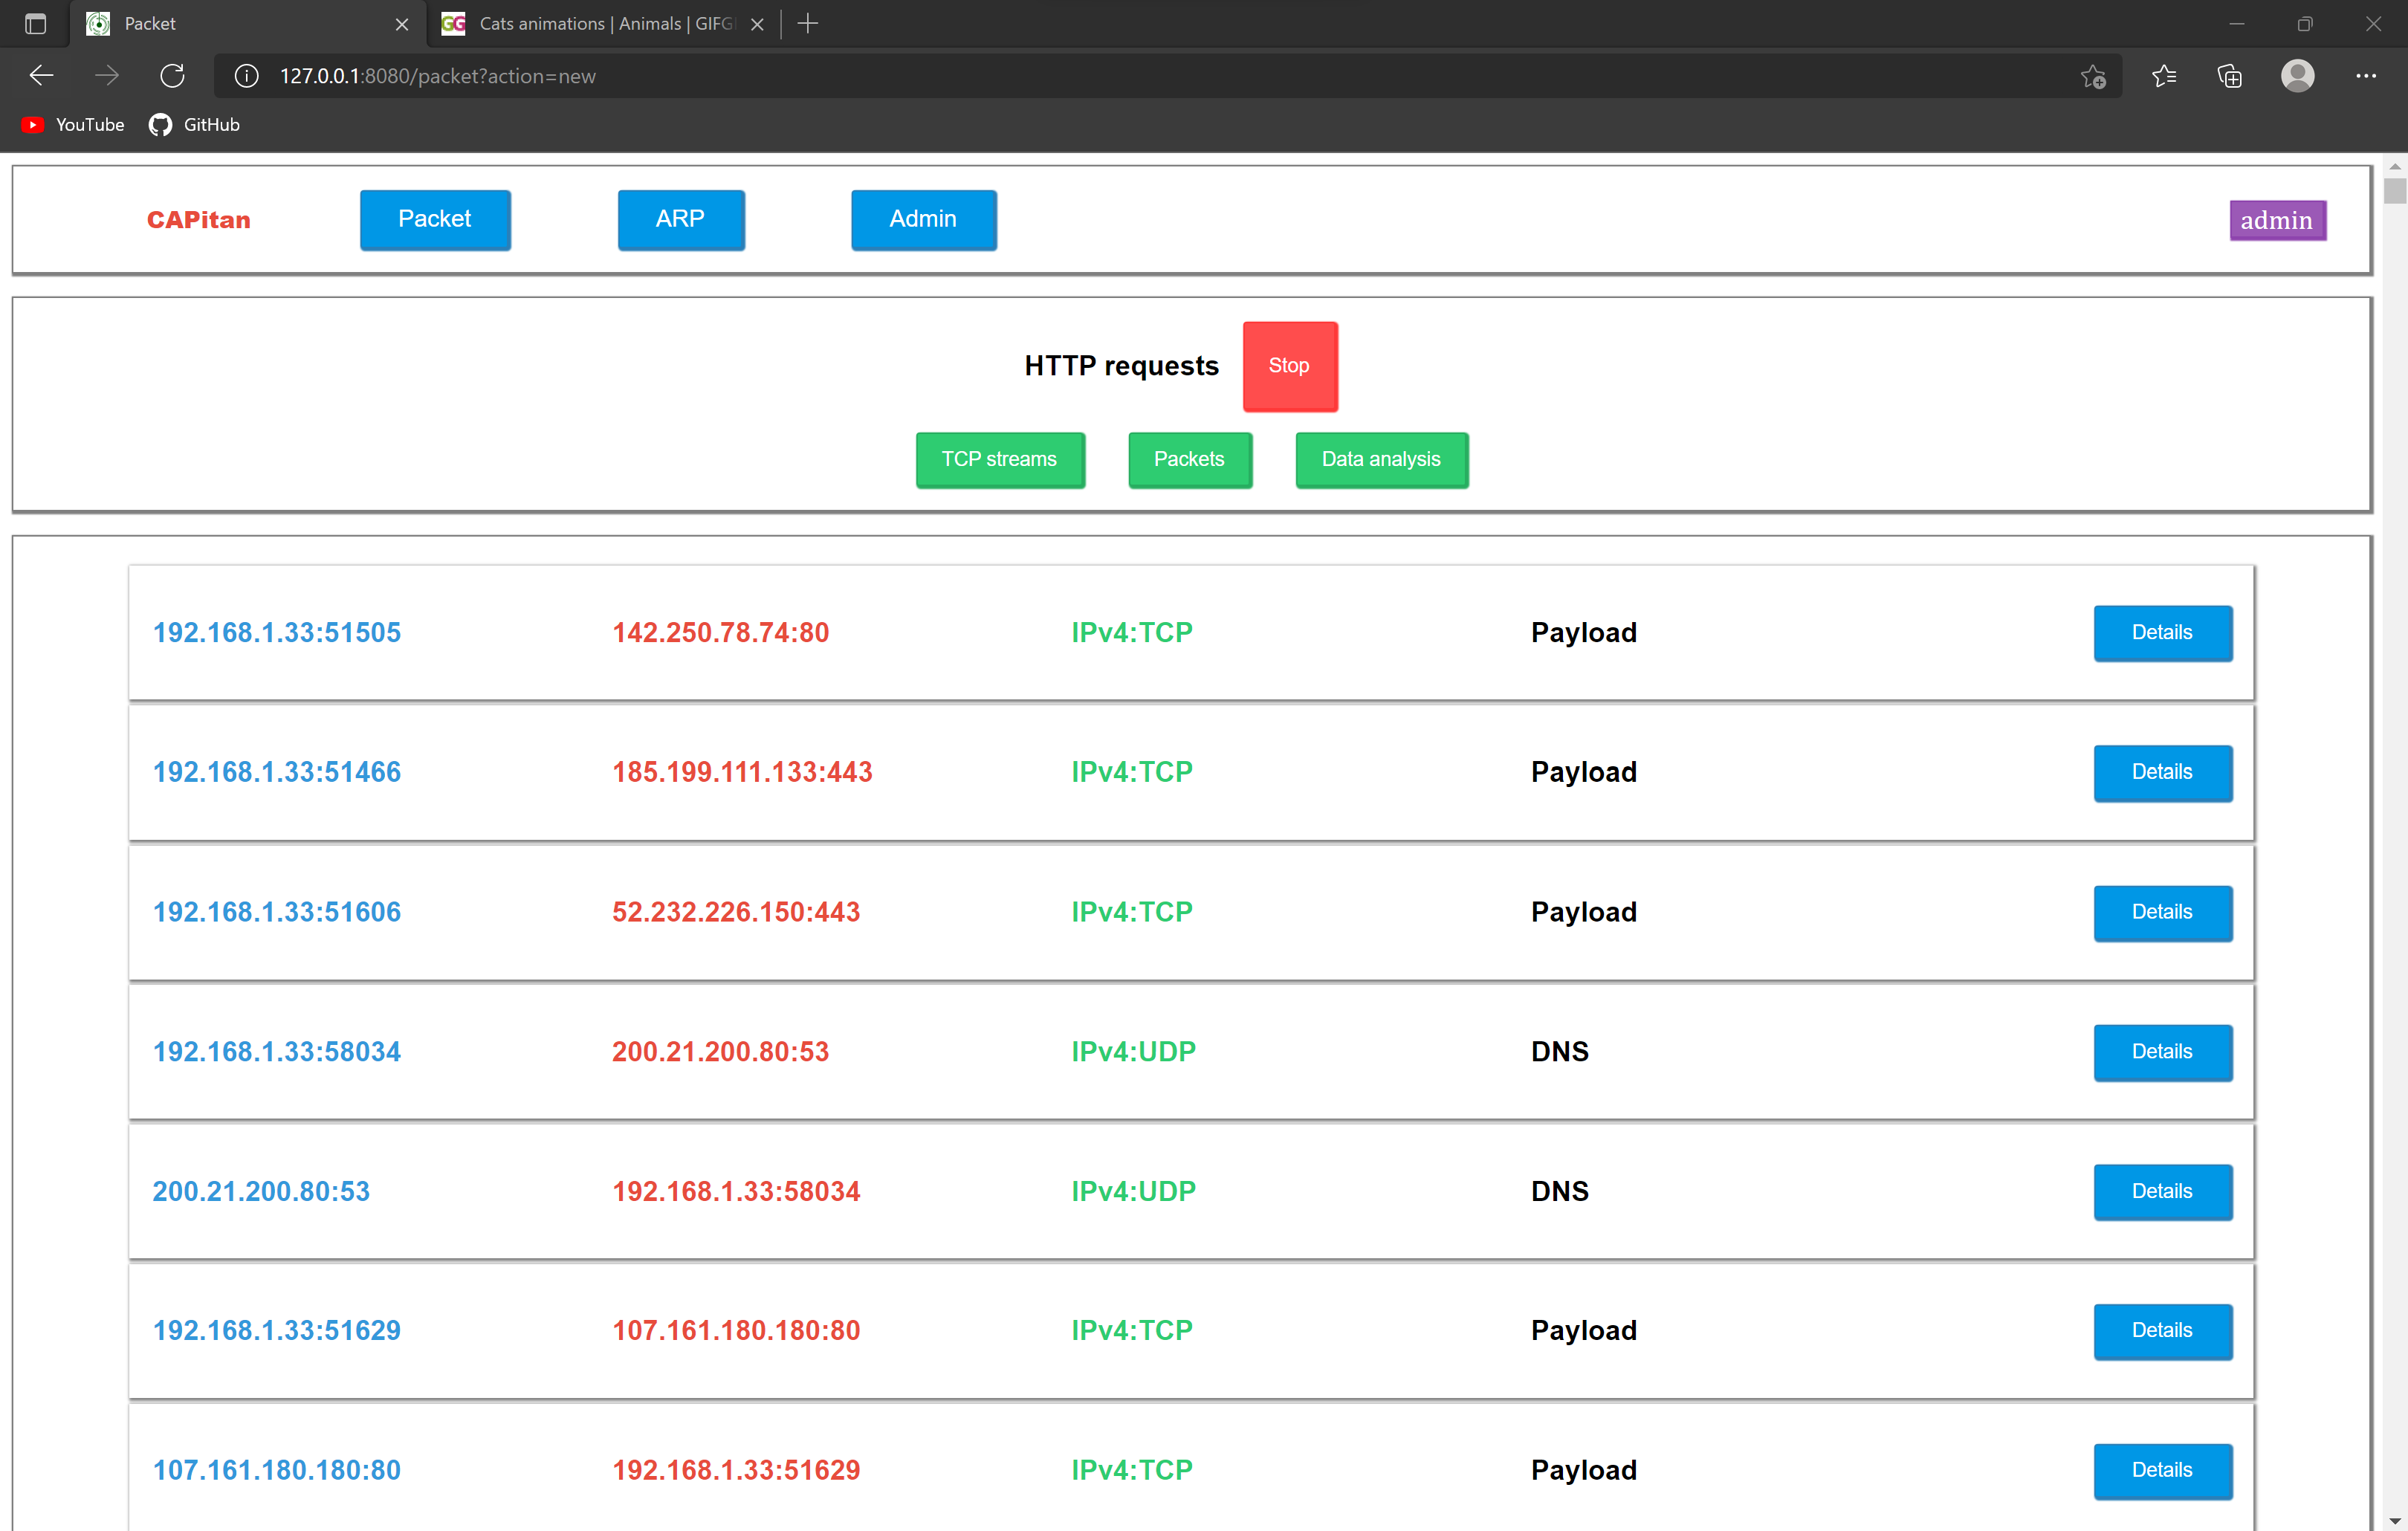 Packet
Cats animations | Animals | GIFG
127.0.0.1:8080/packet?action=new
YouTube GitHub
CAPitan Packet ARP Admin admin
HTTP requests Stop
TCP streams Packets Data analysis
192.168.1.33:51505 142.250.78.74:80 IPv4:TCP Payload Details
192.168.1.33:51466 185.199.111.133:443 IPv4:TCP Payload Details
192.168.1.33:51606 52.232.226.150:443 IPv4:TCP Payload Details
192.168.1.33:58034 200.21.200.80:53 IPv4:UDP DNS Details
200.21.200.80:53 192.168.1.33:58034 IPv4:UDP DNS Details
192.168.1.33:51629 107.161.180.180:80 IPv4:TCP Payload Details
107.161.180.180:80 192.168.1.33:51629 IPv4:TCP Payload Details